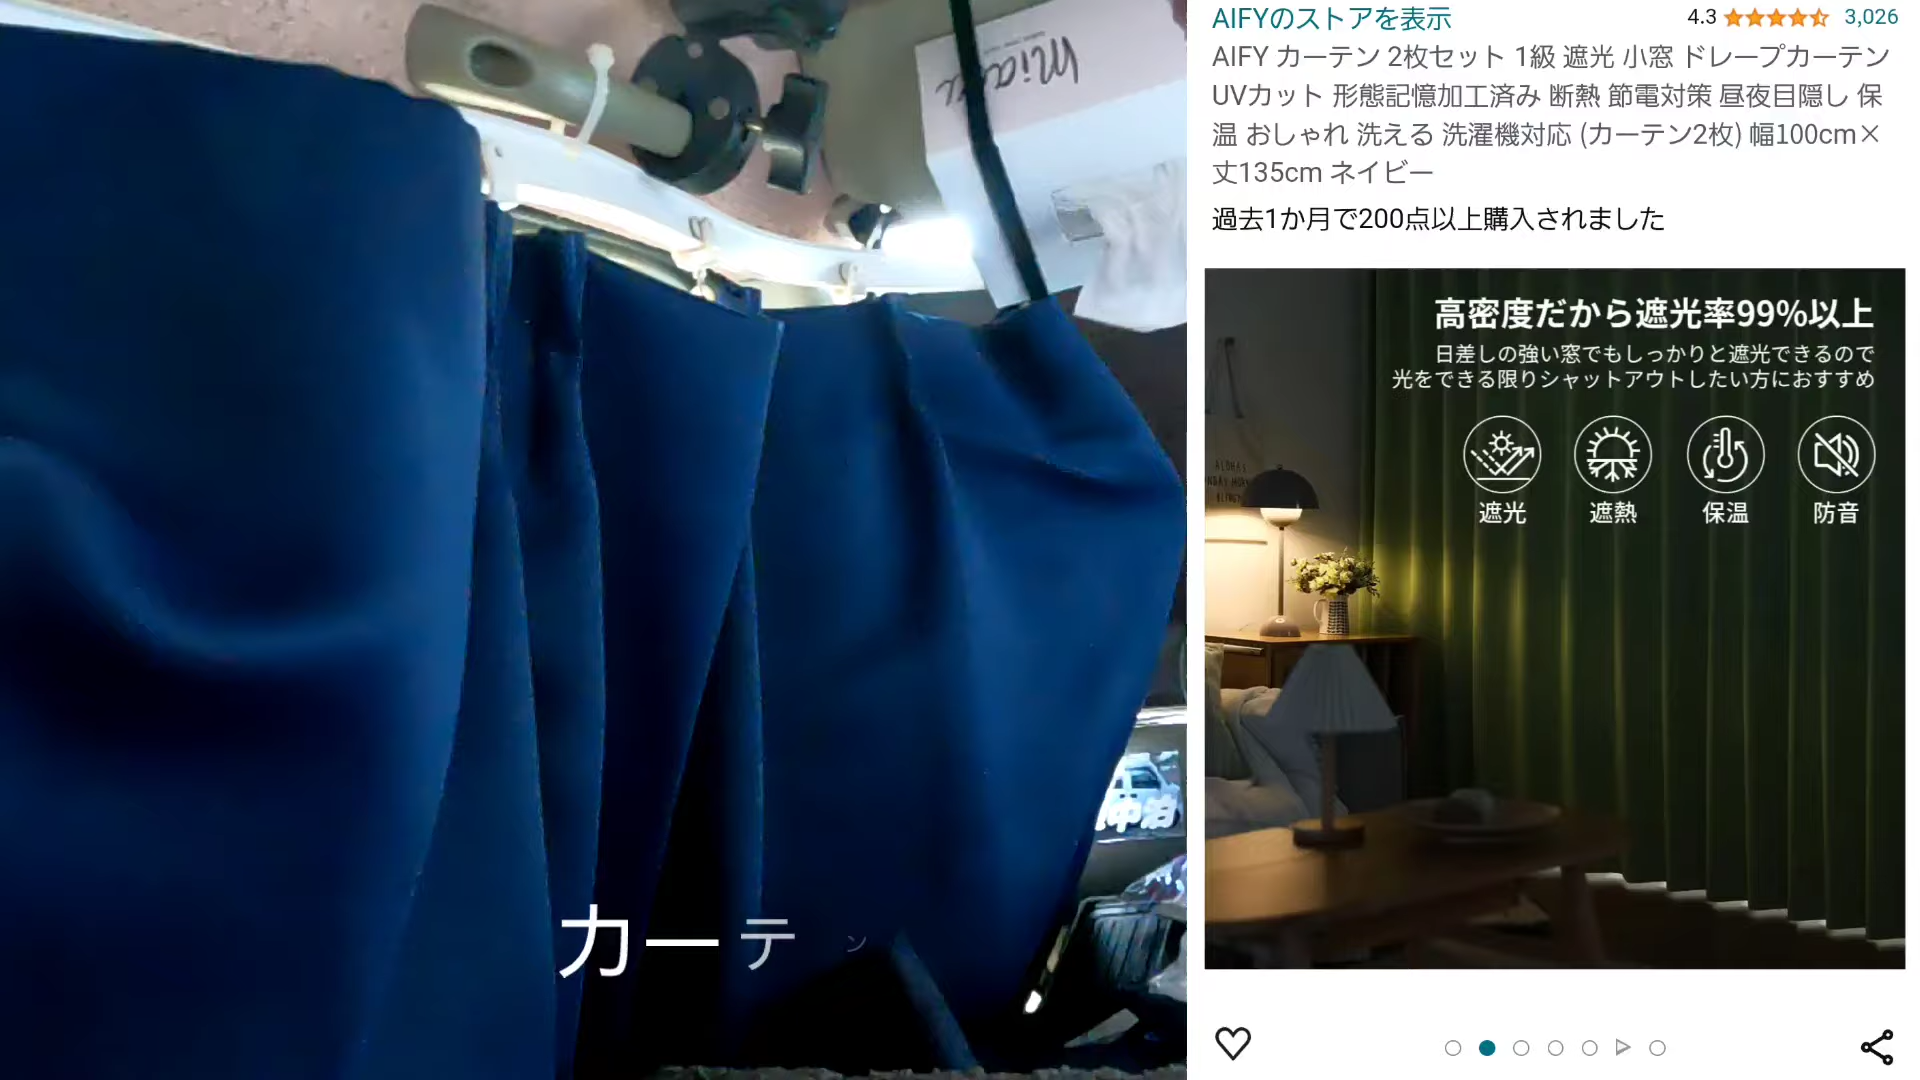 カーテン
中泊
AIFYのストアを表示
4.3
3,026
AIFY カーテン 2枚セット 1級 遮光 小窓 ドレープカーテン
UVカット 形態記憶加工済み 断熱 節電対策 昼夜目隠し 保
温 おしゃれ 洗える 洗濯機対応 (カーテン2枚) 幅100cm×
丈135cm ネイビー
過去1か月で200点以上購入されました
高密度だから遮光率99%以上
日差しの強い窓でもしっかりと遮光できるので
光をできる限りシャットアウトしたい方におすすめ
遮光
遮熱
保温
防音